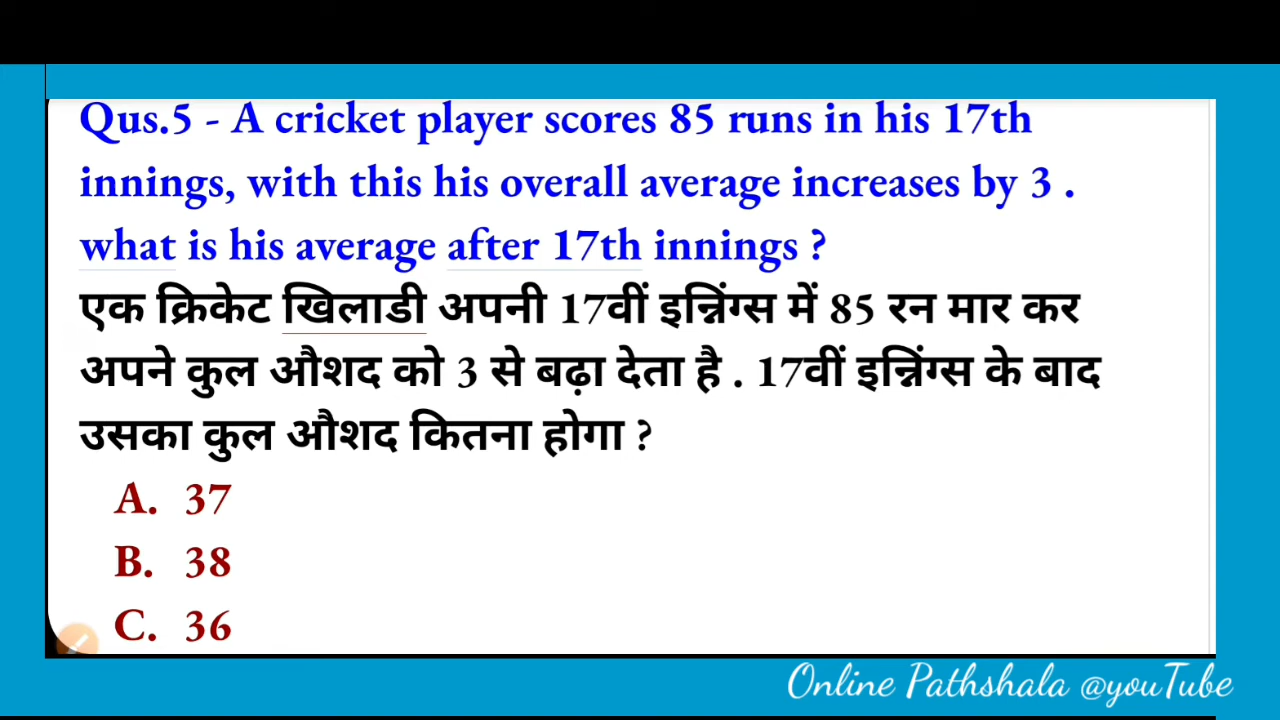 Qus.5 - A cricket player scores 85 runs in his 17th
innings, with this his overall average increases by 3 .
what is his average after 17th innings ?
एक क्रिकेट खिलाडी अपनी 17वीं इन्निंग्स में 85 रन मार कर
अपने कुल औशद को 3 से बढ़ा देता है . 17वीं इन्निंग्स के बाद
उसका कुल औशद कितना होगा ?
A. 37
B. 38
C. 36
Online Pathshala @youTube